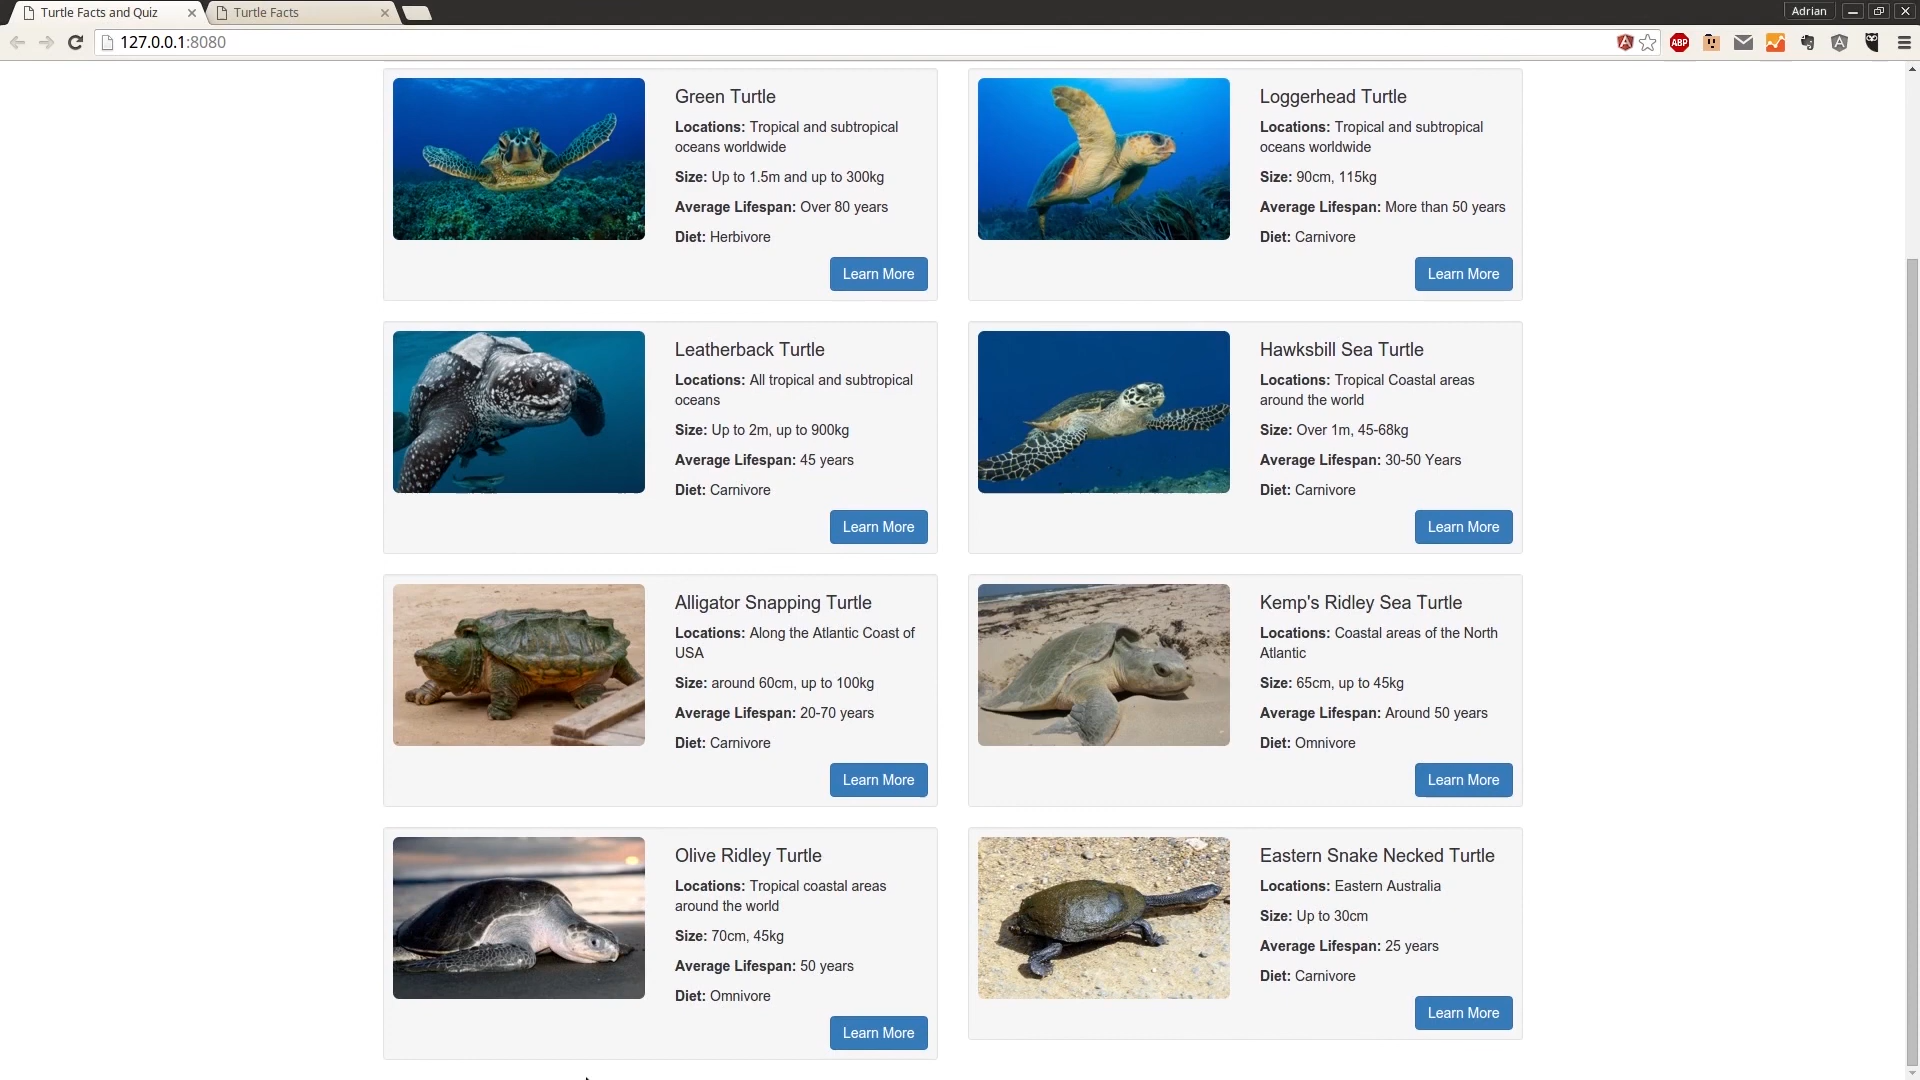 Turtle Facts and Quiz
Turtle Facts
Adrian
127.0.0.1:8080
ABP
Green Turtle
Locations: Tropical and subtropical
oceans worldwide
Size: Up to 1.5m and up to 300kg
Average Lifespan: Over 80 years
Diet: Herbivore
Learn More
Loggerhead Turtle
Locations: Tropical and subtropical
oceans worldwide
Size: 90cm, 115kg
Average Lifespan: More than 50 years
Diet: Carnivore
Learn More
Leatherback Turtle
Locations: All tropical and subtropical
oceans
Size: Up to 2m, up to 900kg
Average Lifespan: 45 years
Diet: Carnivore
Learn More
Hawksbill Sea Turtle
Locations: Tropical Coastal areas
around the world
Size: Over 1m, 45-68kg
Average Lifespan: 30-50 Years
Diet: Carnivore
Learn More
Alligator Snapping Turtle
Locations: Along the Atlantic Coast of
USA
Size: around 60cm, up to 100kg
Average Lifespan: 20-70 years
Diet: Carnivore
Learn More
Kemp's Ridley Sea Turtle
Locations: Coastal areas of the North
Atlantic
Size: 65cm, up to 45kg
Average Lifespan: Around 50 years
Diet: Omnivore
Learn More
Olive Ridley Turtle
Locations: Tropical coastal areas
around the world
Size: 70cm, 45kg
Average Lifespan: 50 years
Diet: Omnivore
Learn More
Eastern Snake Necked Turtle
Locations: Eastern Australia
Size: Up to 30cm
Average Lifespan: 25 years
Diet: Carnivore
Learn More